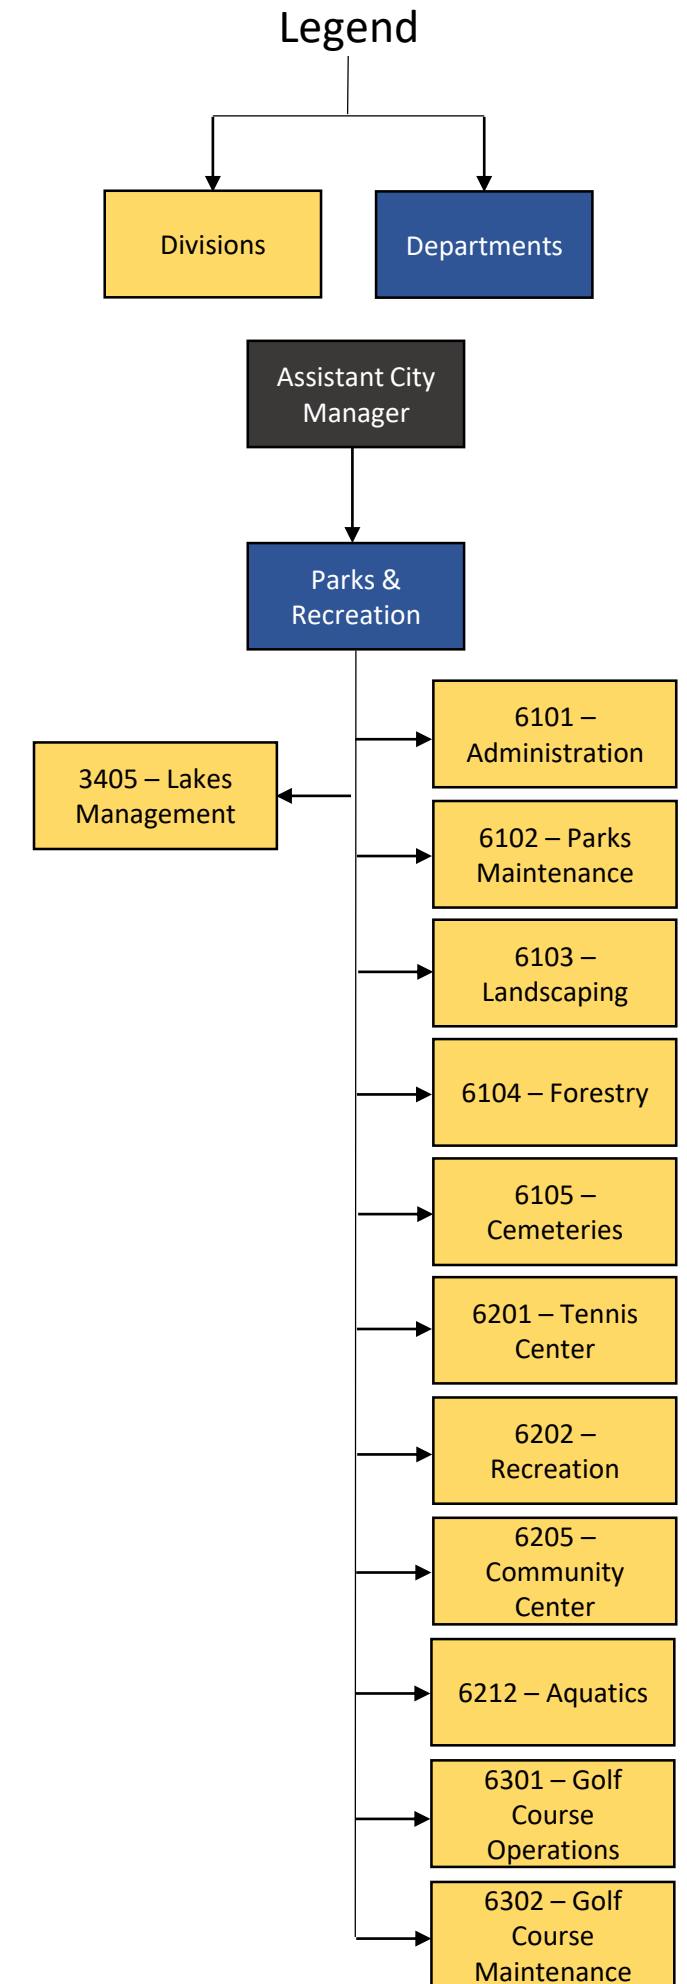 Legend
Divisions
Departments
Assistant City
Manager
Parks &
Recreation
6101 –
Administration
3405 – Lakes
Management
6102 – Parks
Maintenance
6103 –
Landscaping
6104 – Forestry
6105 –
Cemeteries
6201 – Tennis
Center
6202 –
Recreation
6205 –
Community
Center
6212 – Aquatics
6301 – Golf
Course
Operations
6302 – Golf
Course
Maintenance